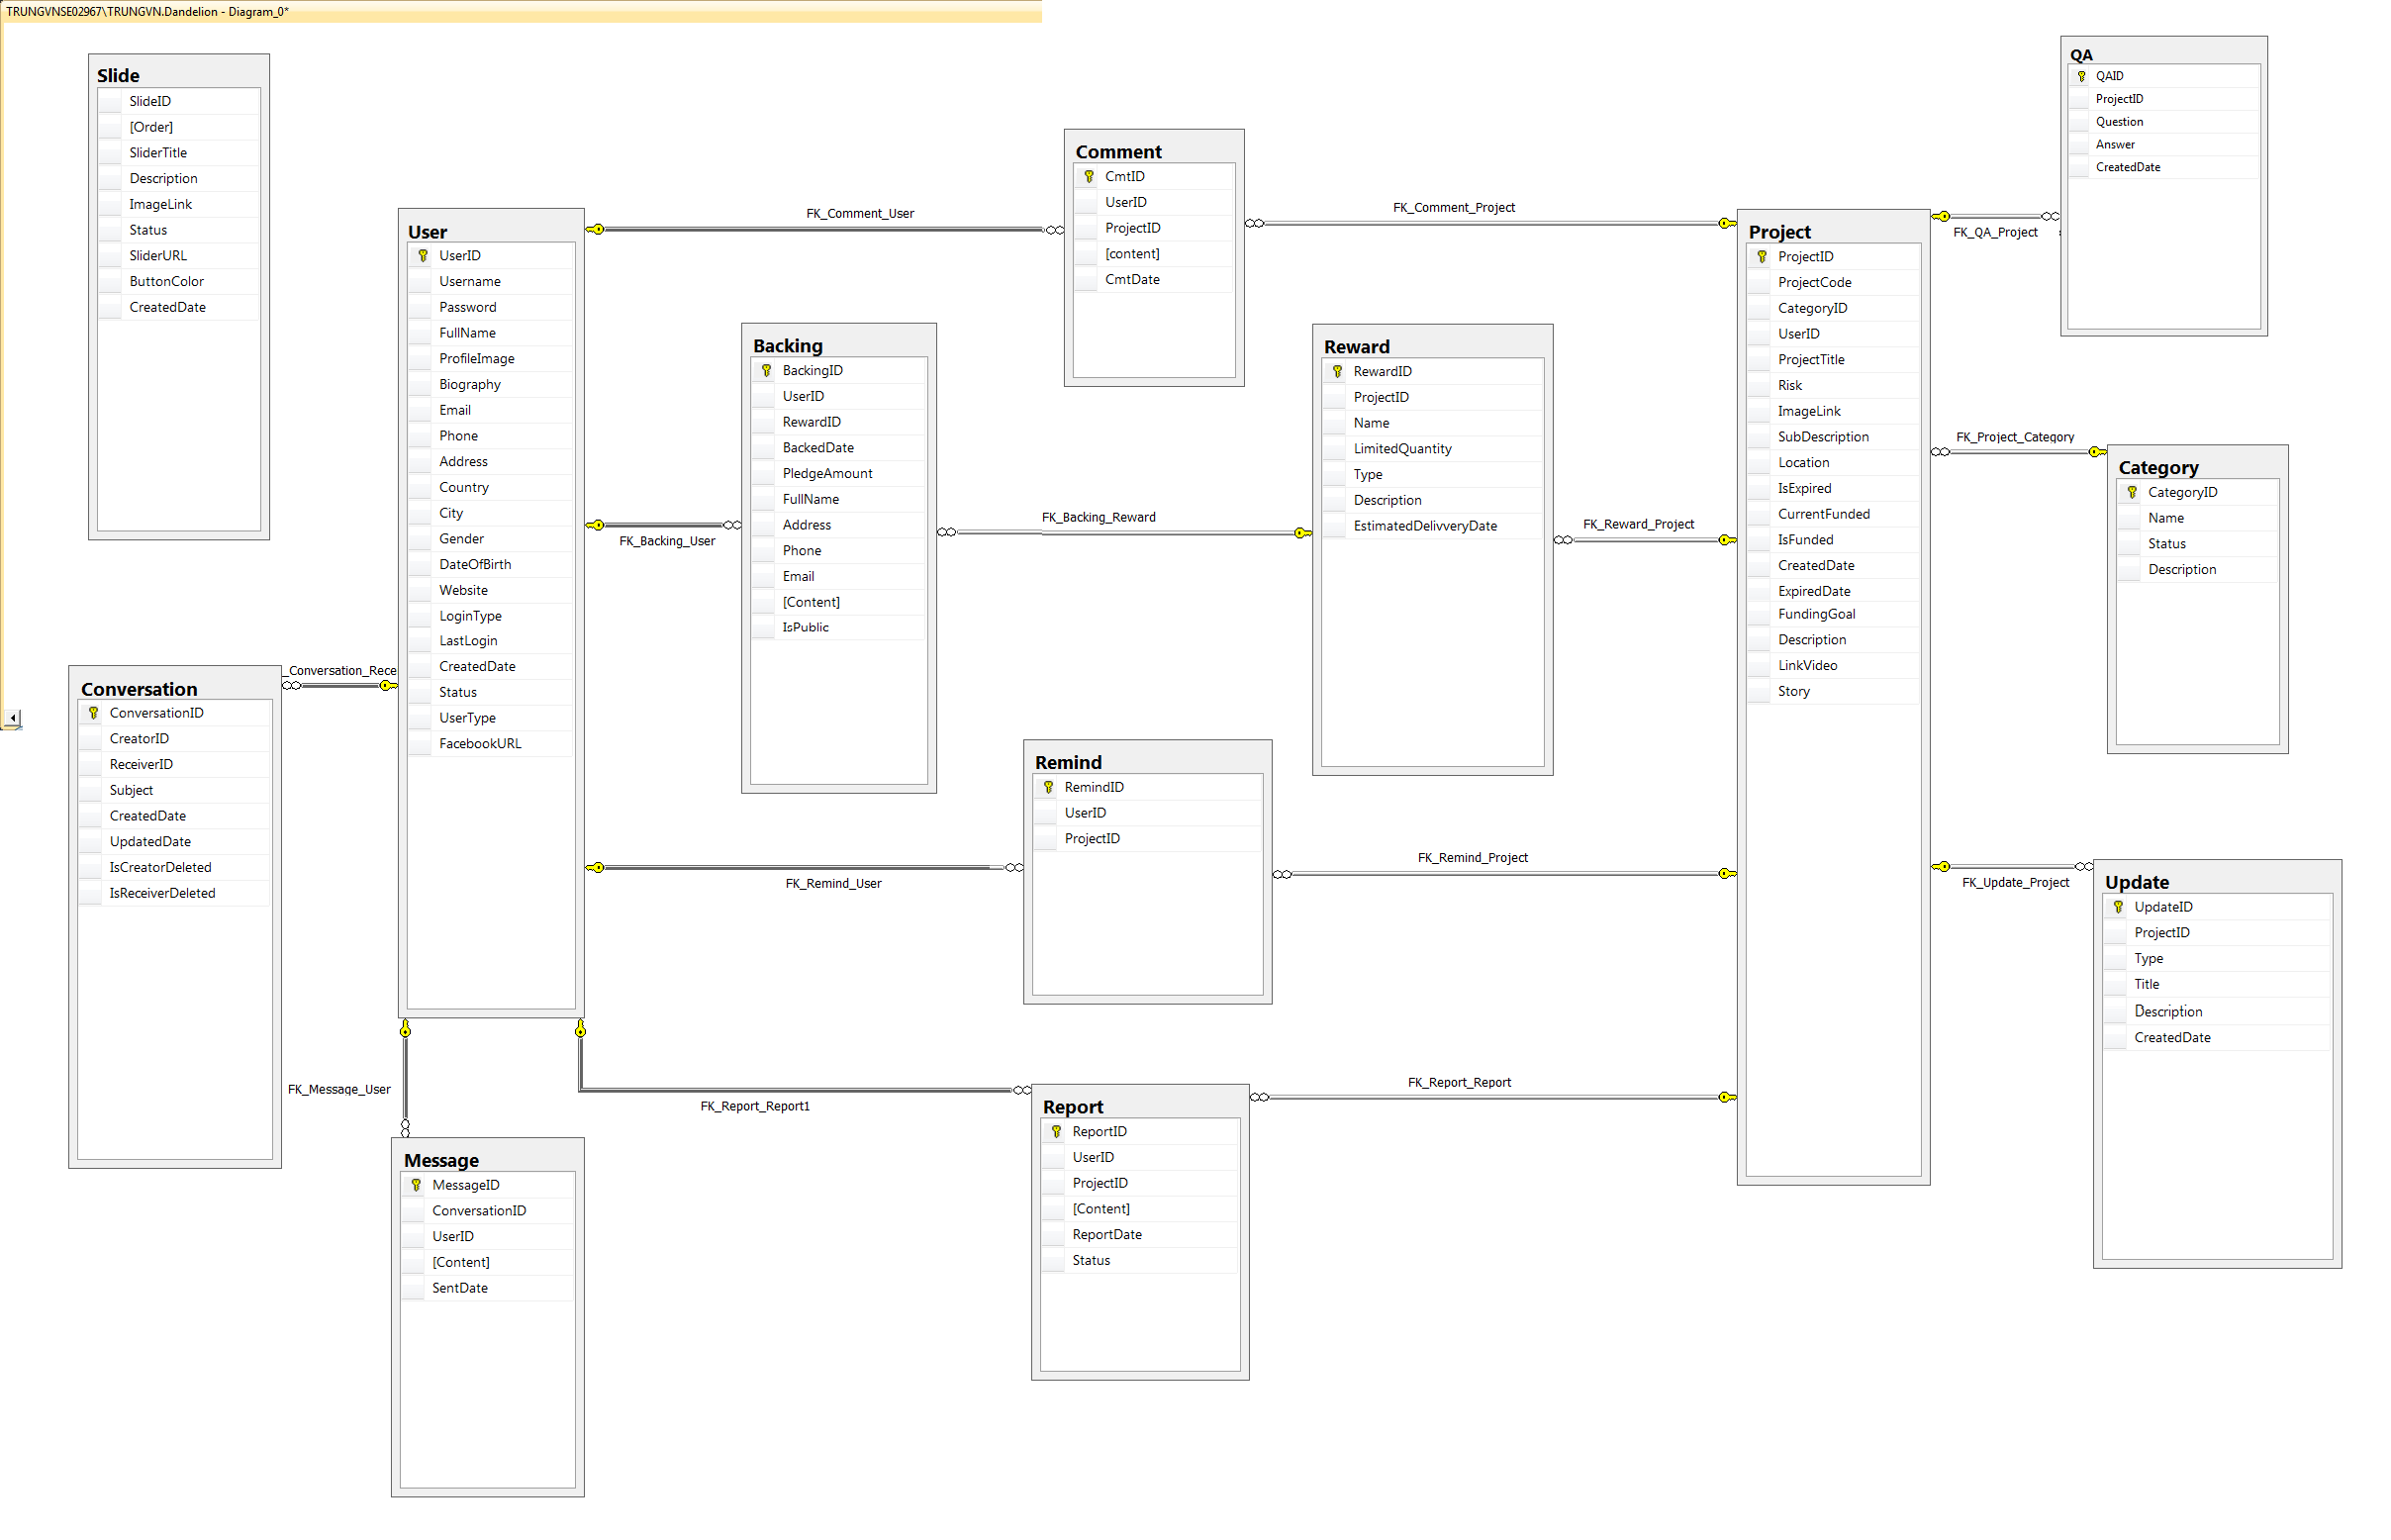 TRUNGVNSE02967\TRUNGVN.Dandelion - Diagram_0*
Slide
SlideID
[Order]
SliderTitle
Description
ImageLink
Status
SliderURL
ButtonColor
CreatedDate
User
UserID
Username
Password
FullName
ProfileImage
Biography
Email
Phone
Address
Country
City
Gender
DateOfBirth
Website
LoginType
LastLogin
CreatedDate
Status
UserType
FacebookURL
FK_Comment_User
Comment
CmtID
UserID
ProjectID
[content]
CmtDate
FK_Comment_Project
Backing
BackingID
UserID
RewardID
BackedDate
PledgeAmount
FullName
Address
Phone
Email
[Content]
IsPublic
FK_Backing_User
FK_Backing_Reward
Reward
RewardID
ProjectID
Name
LimitedQuantity
Type
Description
EstimatedDelivveryDate
FK_Reward_Project
Project
ProjectID
ProjectCode
CategoryID
UserID
ProjectTitle
Risk
ImageLink
SubDescription
Location
IsExpired
CurrentFunded
IsFunded
CreatedDate
ExpiredDate
FundingGoal
Description
LinkVideo
Story
QA
QAID
ProjectID
Question
Answer
CreatedDate
FK_QA_Project
FK_Project_Category
Category
CategoryID
Name
Status
Description
_Conversation_Rece
Conversation
ConversationID
CreatorID
ReceiverID
Subject
CreatedDate
UpdatedDate
IsCreatorDeleted
IsReceiverDeleted
Remind
RemindID
UserID
ProjectID
FK_Remind_User
FK_Remind_Project
FK_Update_Project
Update
UpdateID
ProjectID
Type
Title
Description
CreatedDate
FK_Message_User
FK_Report_Report1
FK_Report_Report
Report
ReportID
UserID
ProjectID
[Content]
ReportDate
Status
Message
MessageID
ConversationID
UserID
[Content]
SentDate